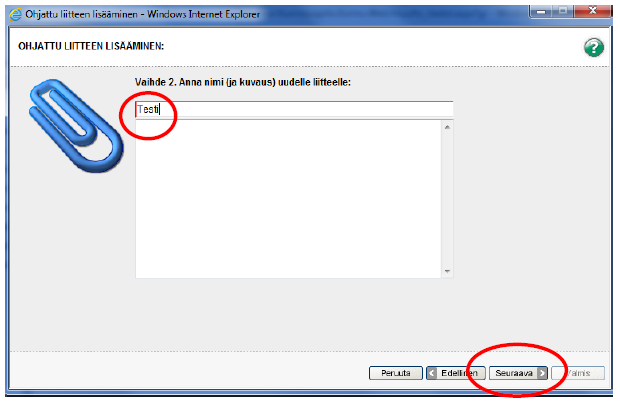 Ohjattu liitteen lisääminen - Windows Internet Explorer
OHJATTU LIITTEEN LISÄÄMINEN:
?
Vaihde 2. Anna nimi (ja kuvaus) uudelle liitteelle:
Testi
Peruuta Edellinen Seuraava Valmis